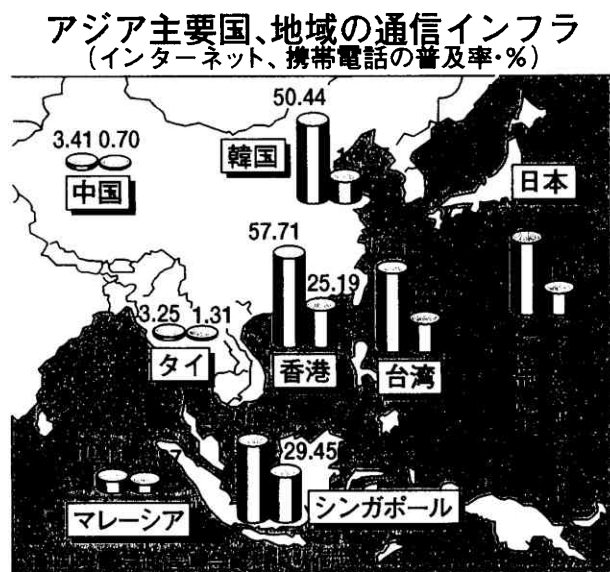 アジア主要国、地域の通信インフラ
(インターネット、携帯電話の普及率・%)
50.44
3.41 0.70
韓国
中国
日本
57.71
25.19
3.25 1.31
タイ
香港
台湾
29.45
マレーシア
シンガポール